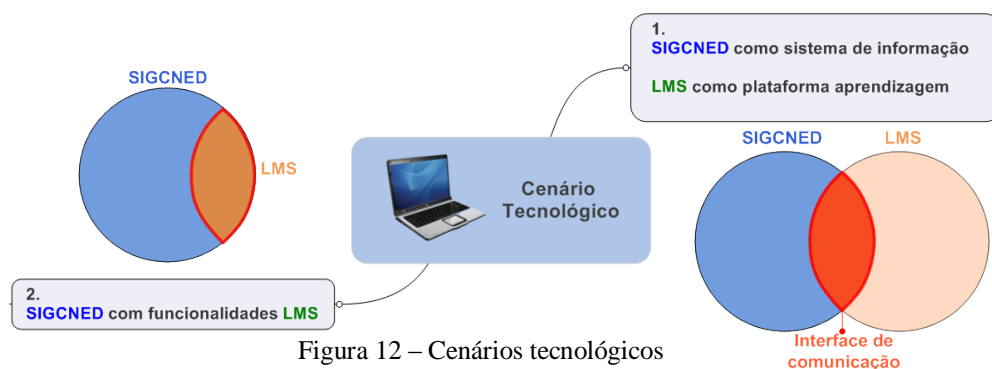 1.
SIGCNED como sistema de informação
LMS como plataforma aprendizagem
SIGCNED
LMS
Cenário
Tecnológico
SIGCNED
LMS
Interface de
comunicação
2.
SIGCNED com funcionalidades LMS
Figura 12 – Cenários tecnológicos